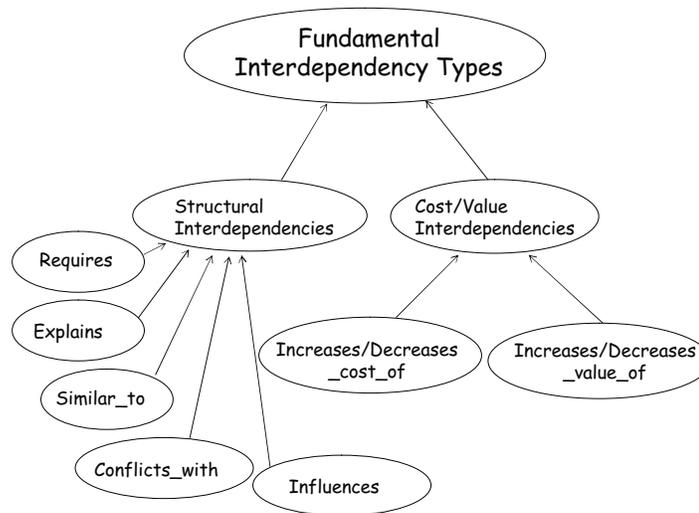 Fundamental
Interdependency Types
Structural
Interdependencies
Cost/Value
Interdependencies
Requires
Explains
Similar_to
Conflicts_with
Influences
Increases/Decreases
_cost_of
Increases/Decreases
_value_of